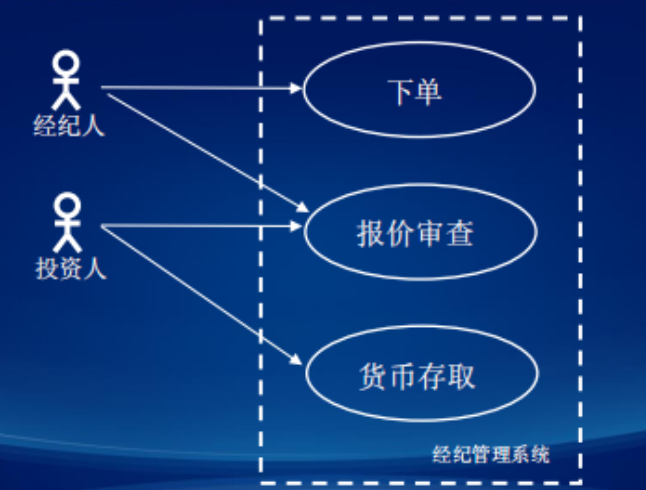 下单
经纪人
报价审查
投资人
货币存取
经纪管理系统